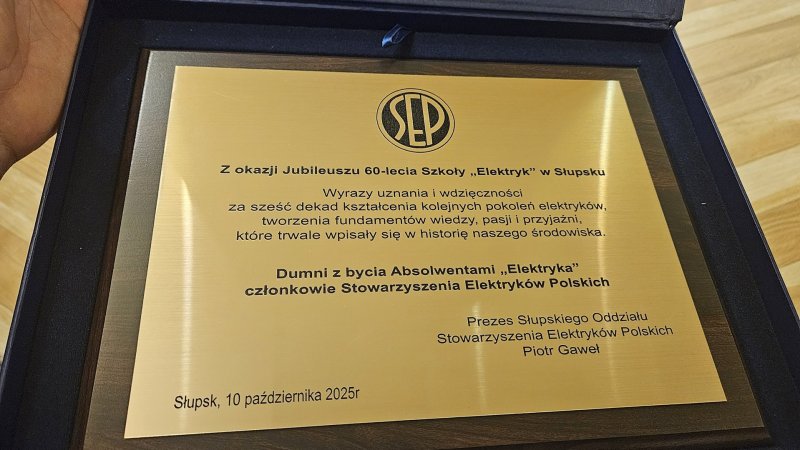 SEP
Z okazji Jubileuszu 60-lecia Szkoły „Elektryk” w Słupsku
Wyrazy uznania i wdzięczności
za sześć dekad kształcenia kolejnych pokoleń elektryków,
tworzenia fundamentów wiedzy, pasji i przyjaźni,
które trwale wpisały się w historię naszego środowiska.
Dumni z bycia Absolwentami „Elektryka”
członkowie Stowarzyszenia Elektryków Polskich
Prezes Słupskiego Oddziału
Stowarzyszenia Elektryków Polskich
Piotr Gaweł
Słupsk, 10 października 2025r